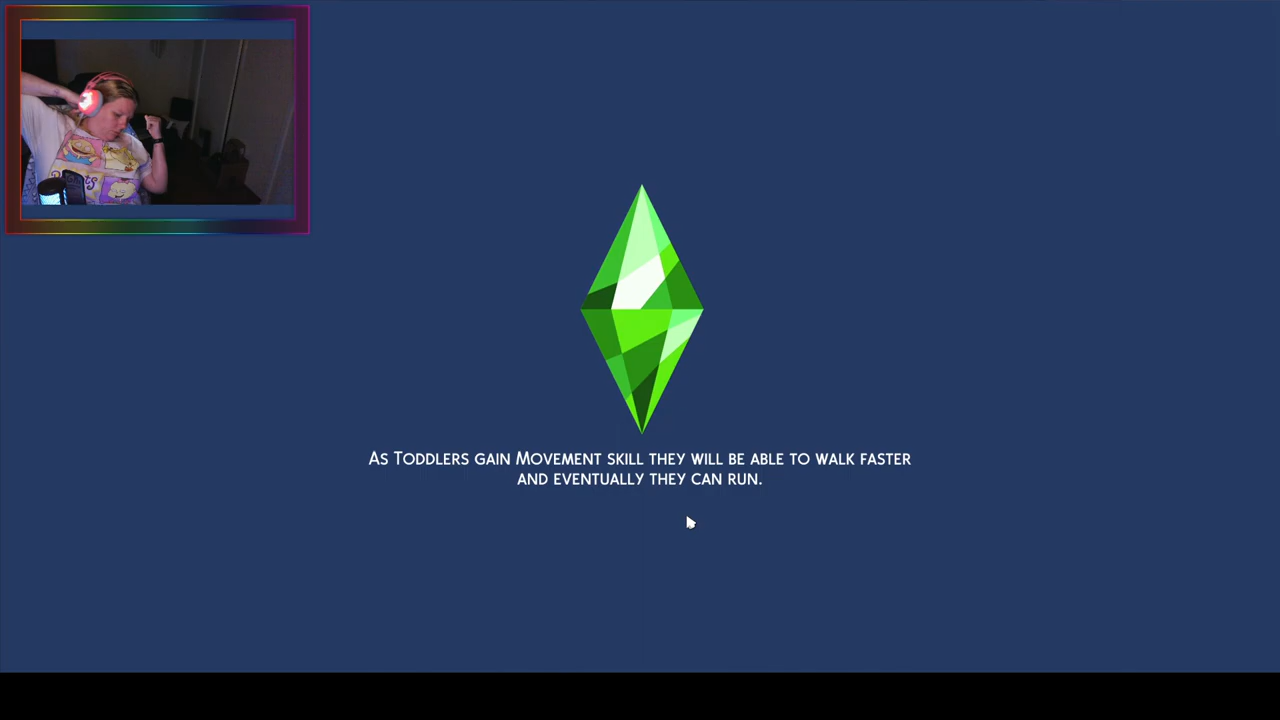 As Toddlers gain Movement skill they will be able to walk faster
and eventually they can run.